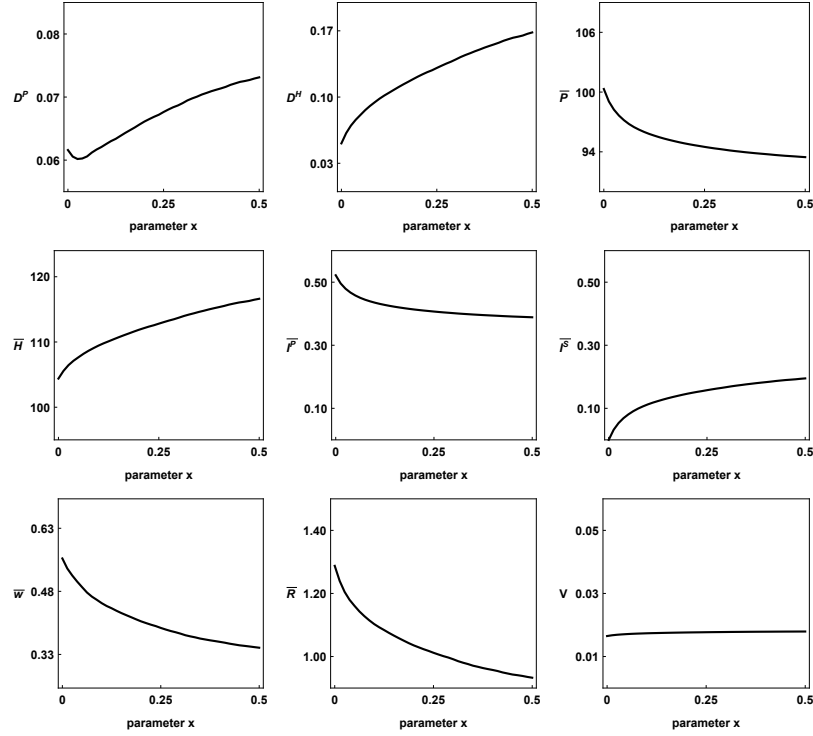 0.08
0.07
0.06
D^P
0 0.25 0.5
parameter x
0.17
0.10
0.03
D^H
0 0.25 0.5
parameter x
106
100
94
P̅
0 0.25 0.5
parameter x
120
110
100
H̅
0 0.25 0.5
parameter x
0.50
0.30
0.10
I̅^P̅
0 0.25 0.5
parameter x
0.50
0.30
0.10
I̅^S̅
0 0.25 0.5
parameter x
0.63
0.48
0.33
w̅
0 0.25 0.5
parameter x
1.40
1.20
1.00
R̅
0 0.25 0.5
parameter x
0.05
0.03
0.01
V
0 0.25 0.5
parameter x